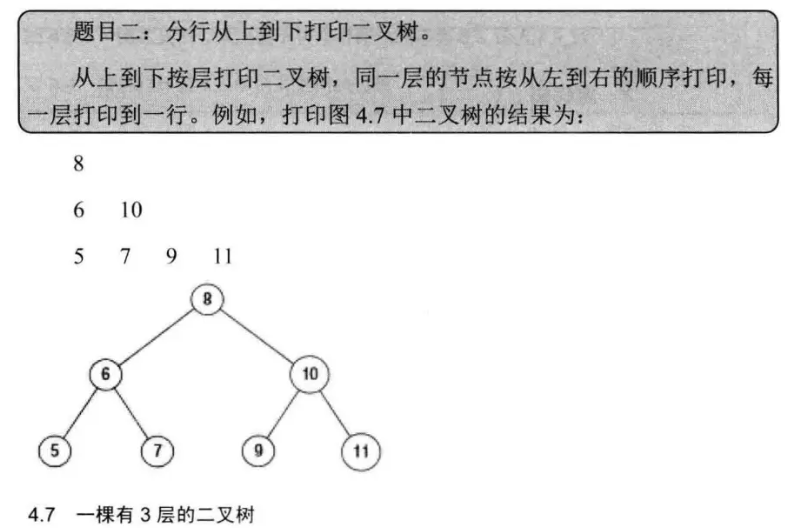 题目二：分行从上到下打印二叉树。
从上到下按层打印二叉树，同一层的节点按从左到右的顺序打印，每
一层打印到一行。例如，打印图 4.7 中二叉树的结果为：
8
6 10
5 7 9 11
8
6 10
5 7 9 11
4.7 一棵有 3 层的二叉树